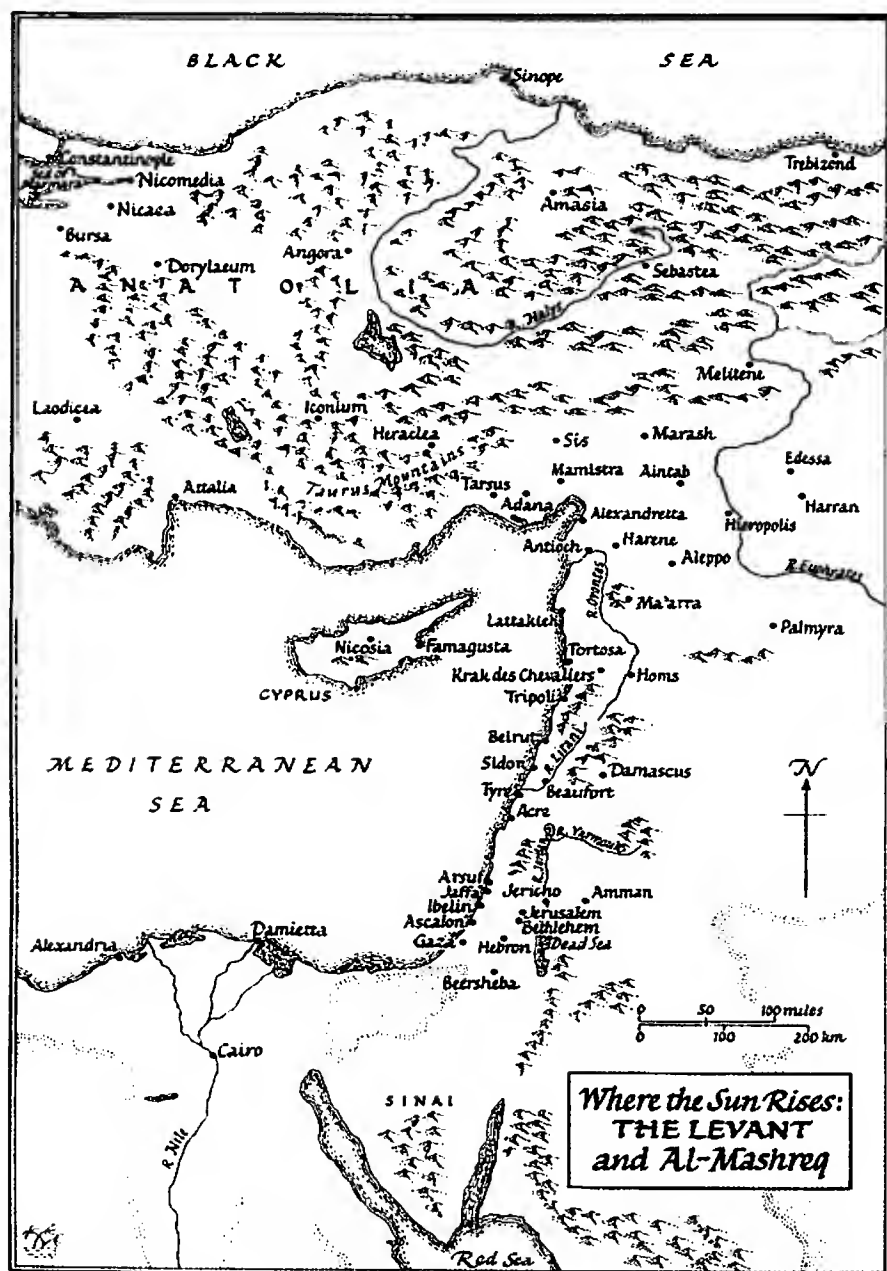 BLACK SEA
Sinope
Constantinople
Sea of Marmara
Nicomedia
Trebizond
Nicaea
Amasia
Bursa
Angora
Dorylaeum
Sebastea
ANATOLIA
R. Halys
Melitene
Laodicea
Iconium
Heraclea
Sis
Marash
Taurus Mountains
Mamistra
Aintab
Edessa
Attalia
Tarsus
Adana
Harran
Alexandretta
Hieropolis
Antioch
Harenc
Aleppo
R. Euphrates
R. Orontes
Ma'arra
Lattakieh
Palmyra
Nicosia
Famagusta
Tortosa
CYPRUS
Krak des Chevaliers
Homs
Tripoli
Beirut
R. Litani
MEDITERRANEAN
SEA
Sidon
Damascus
N
Tyre
Beaufort
Acre
R. Yarmouk
R. Jordan
Arsuf
Jaffa
Jericho
Amman
Ibelin
Jerusalem
Ascalon
Bethlehem
Alexandria
Damietta
Gaza
Hebron
Dead Sea
Beersheba
0 50 100 miles
0 100 200 km
Cairo
R. Nile
SINAI
Where the Sun Rises:
THE LEVANT
and Al-Mashreq
Red Sea